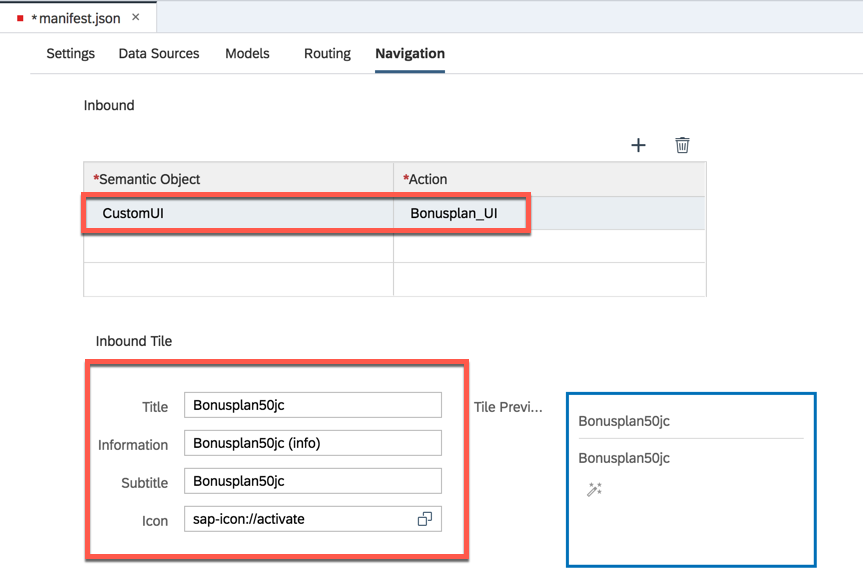 *manifest.json ×
Settings Data Sources Models Routing Navigation
Inbound
*Semantic Object *Action
CustomUI Bonusplan_UI
Inbound Tile
Title Bonusplan50jc Tile Previ...
Information Bonusplan50jc (info)
Subtitle Bonusplan50jc
Icon sap-icon://activate
Bonusplan50jc
Bonusplan50jc